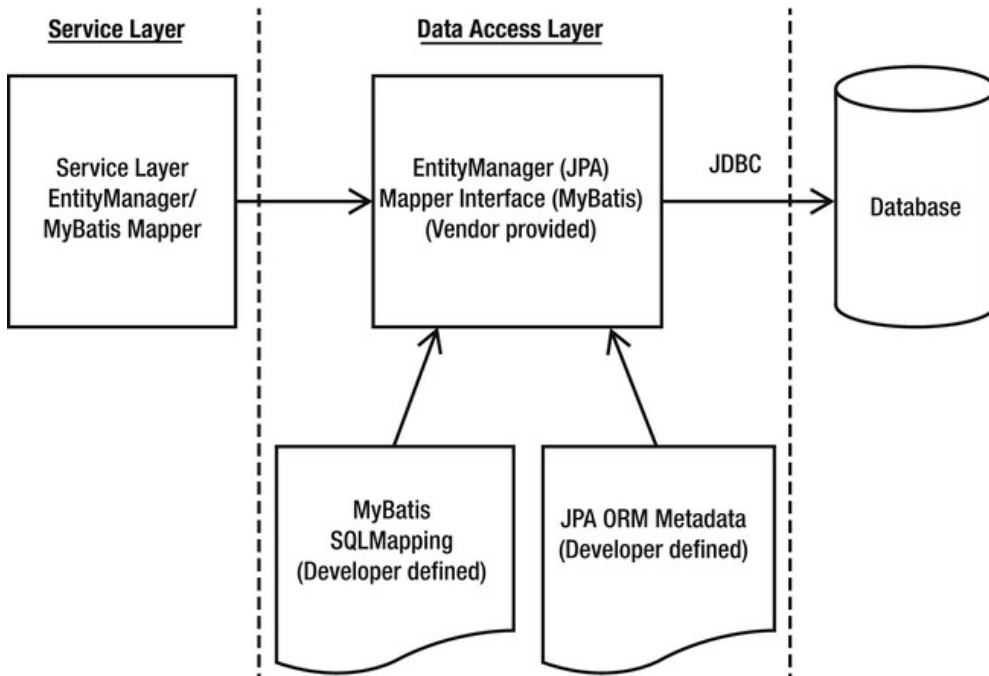 Service Layer
Data Access Layer
Service Layer
EntityManager/
MyBatis Mapper
EntityManager (JPA)
Mapper Interface (MyBatis)
(Vendor provided)
JDBC
Database
MyBatis
SQLMapping
(Developer defined)
JPA ORM Metadata
(Developer defined)